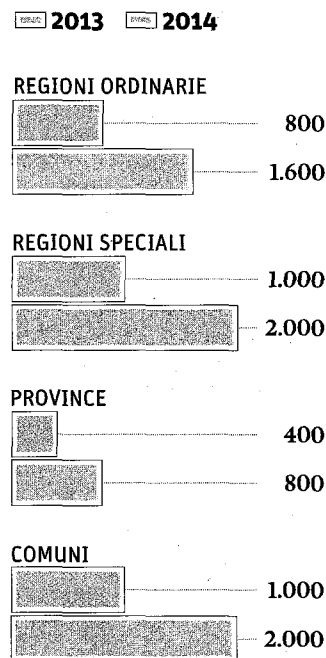 2013 2014
REGIONI ORDINARIE
800
1.600
REGIONI SPECIALI
1.000
2.000
PROVINCE
400
800
COMUNI
1.000
2.000